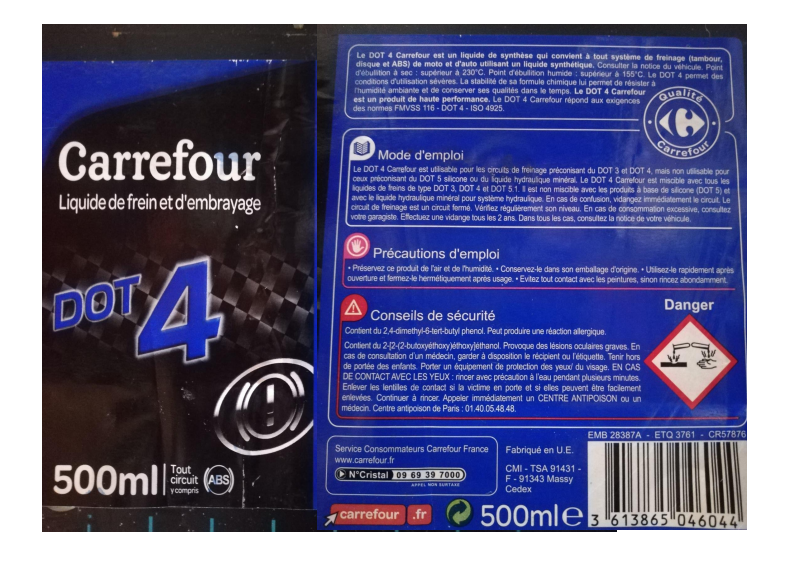 Carrefour
Liquide de frein et d'embrayage
DOT 4
500ml
Tout
circuit
y compris
ABS
Le DOT 4 Carrefour est un liquide de synthèse qui convient à tout système de freinage (tambour,
disque et ABS) de moto et d'auto utilisant un liquide synthétique. Consulter la notice du véhicule. Point
d'ébullition à sec : supérieur à 230°C. Point d'ébullition humide : supérieur à 155°C. Le DOT 4 permet des
conditions d'utilisation sévères. La stabilité de sa formule chimique lui permet de résister à
l'humidité ambiante et de conserver ses qualités dans le temps. Le DOT 4 Carrefour
est un produit de haute performance. Le DOT 4 Carrefour répond aux exigences
des normes FMVSS 116 - DOT 4 - ISO 4925.
Qualité
Carrefour
Mode d'emploi
Le DOT 4 Carrefour est utilisable pour les circuits de freinage préconisant du DOT 3 et DOT 4, mais non utilisable pour
ceux préconisant du DOT 5 silicone ou du liquide hydraulique minéral. Le DOT 4 Carrefour est miscible avec tous les
liquides de freins de type DOT 3, DOT 4 et DOT 5.1. Il est non miscible avec les produits à base de silicone (DOT 5) et
avec le liquide hydraulique minéral pour système hydraulique. En cas de confusion, vidangez immédiatement le circuit. Le
circuit de freinage est un circuit fermé. Vérifiez régulièrement son niveau. En cas de consommation excessive, consultez
votre garagiste. Effectuez une vidange tous les 2 ans. Dans tous les cas, consultez la notice de votre véhicule.
Précautions d'emploi
• Préservez ce produit de l'air et de l'humidité. • Conservez-le dans son emballage d'origine. • Utilisez-le rapidement après
ouverture et fermez-le hermétiquement après usage. • Evitez tout contact avec les peintures, sinon rincez abondamment.
Conseils de sécurité
Danger
Contient du 2,4-dimethyl-6-tert-butyl phenol. Peut produire une réaction allergique.
Contient du 2-[2-(2-butoxyéthoxy)éthoxy]éthanol. Provoque des lésions oculaires graves. En
cas de consultation d'un médecin, garder à disposition le récipient ou l'étiquette. Tenir hors
de portée des enfants. Porter un équipement de protection des yeux/ du visage. EN CAS
DE CONTACT AVEC LES YEUX : rincer avec précaution à l'eau pendant plusieurs minutes.
Enlever les lentilles de contact si la victime en porte et si elles peuvent être facilement
enlevées. Continuer à rincer. Appeler immédiatement un CENTRE ANTIPOISON ou un
médecin. Centre antipoison de Paris : 01.40.05.48.48.
EMB 28387A - ETQ 3761 - CR57876
Service Consommateurs Carrefour France
www.carrefour.fr
N°Cristal 09 69 39 7000
APPEL NON SURTAXÉ
Fabriqué en U.E.
CMI - TSA 91431 -
F - 91343 Massy
Cedex
carrefour .fr
500ml e
3 613865 046044